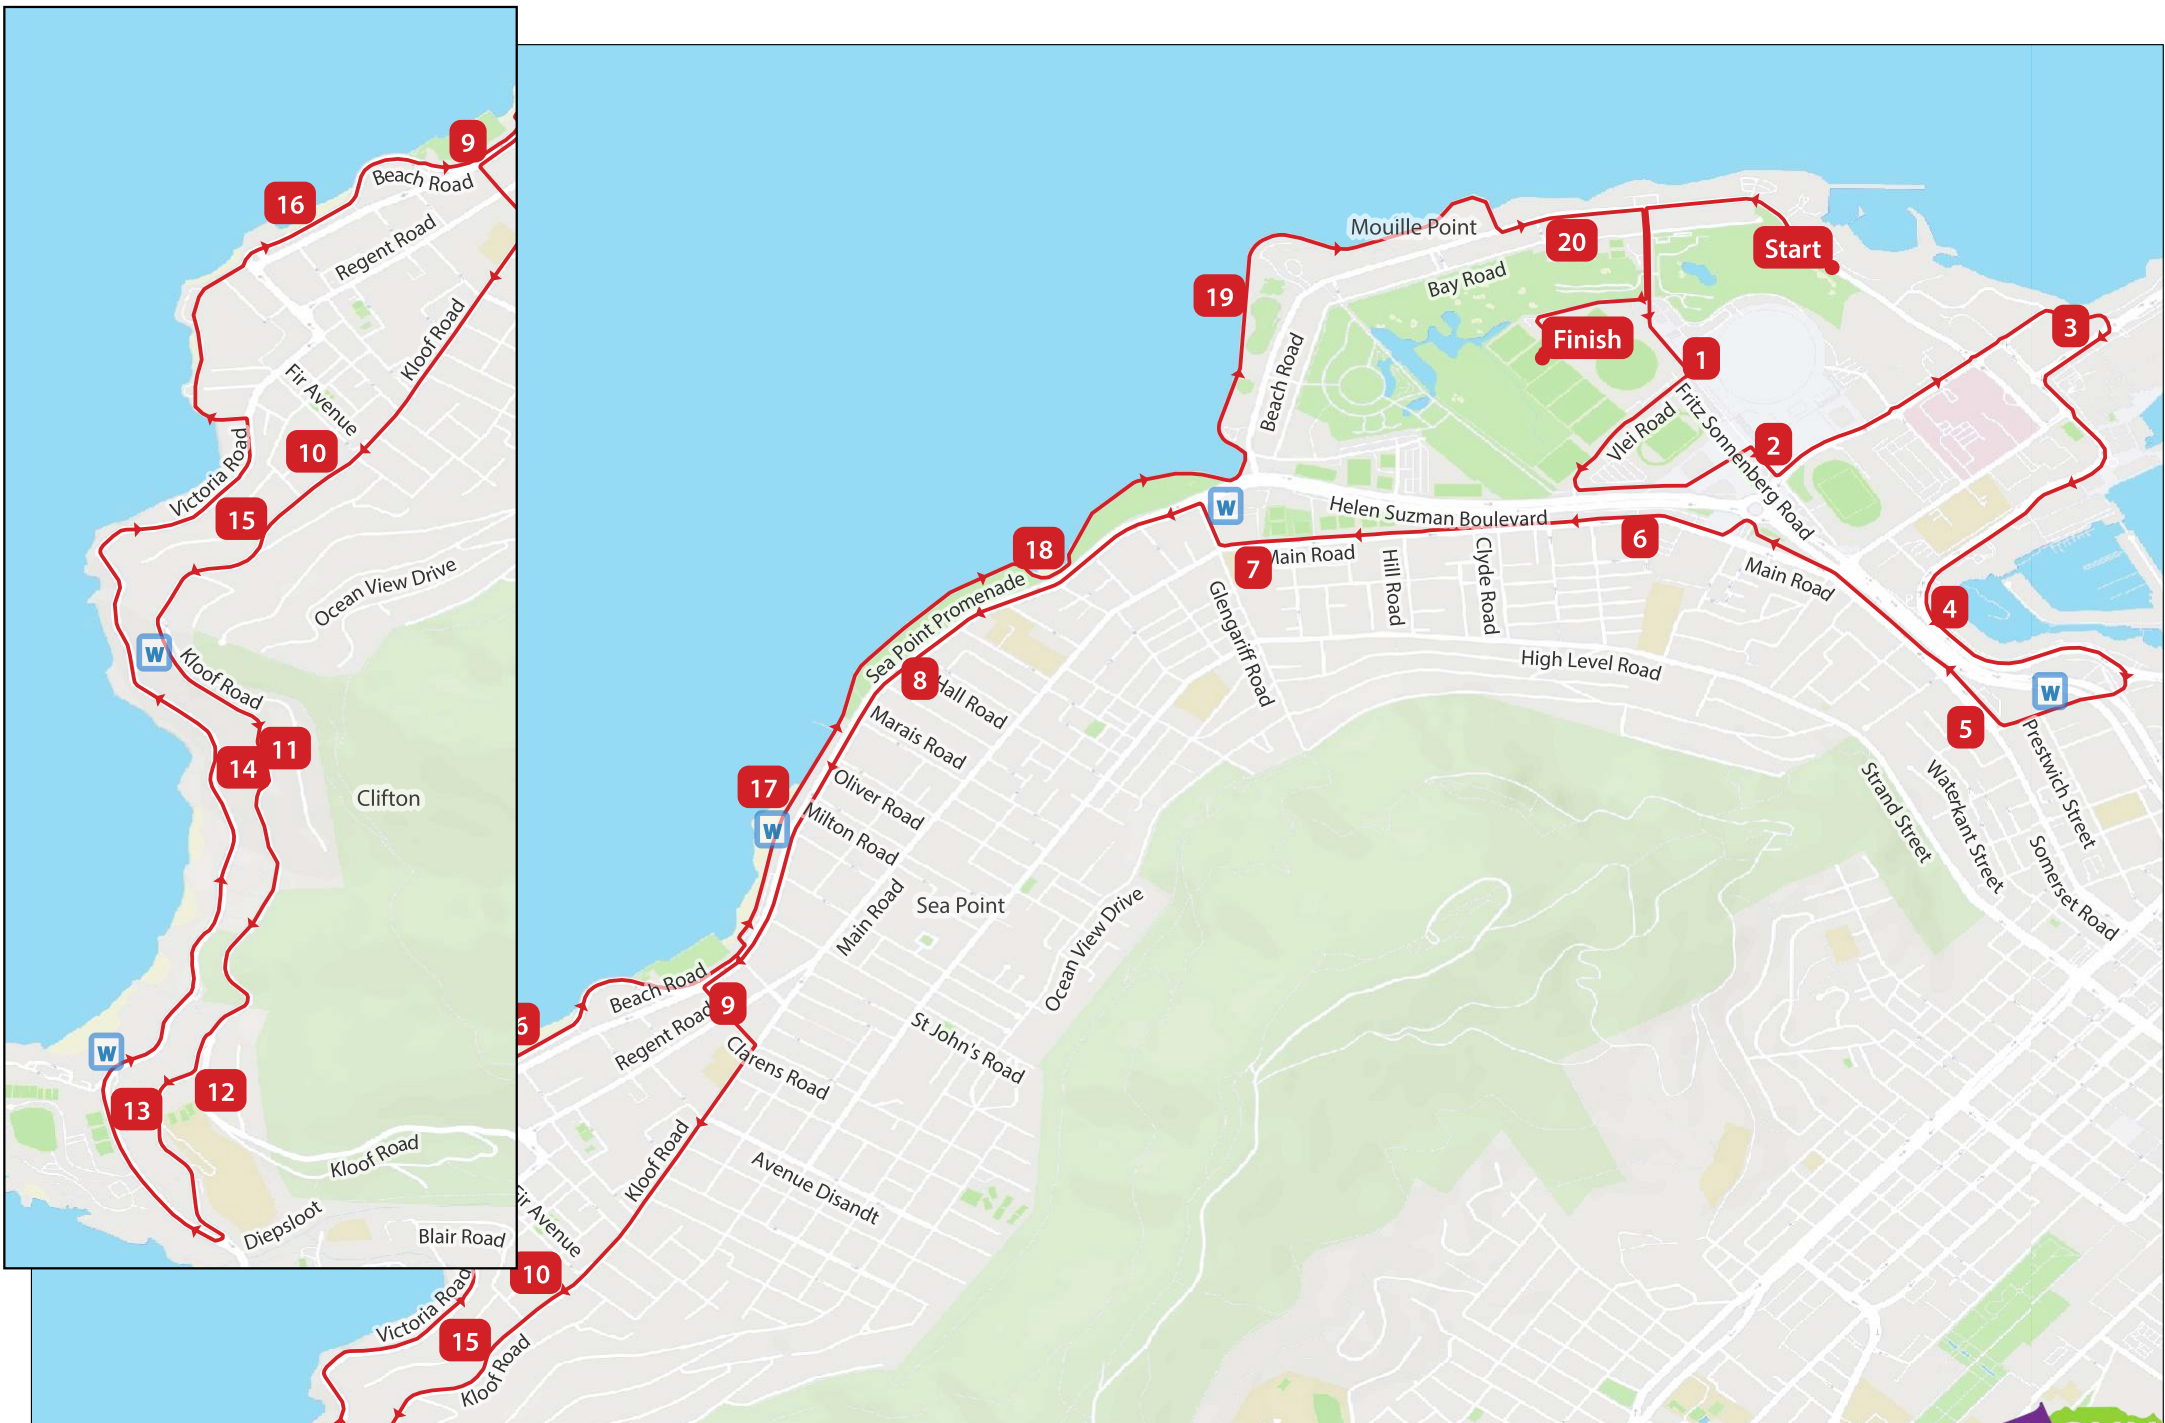 9
Beach Road
16
Regent Road
Kloof Road
Fir Avenue
10
Victoria Road
15
Ocean View Drive
W
Kloof Road
11
14
Clifton
W
12
13
Kloof Road
Diepsloot
Blair Road
Mouille Point
20
Start
Bay Road
19
Finish
3
1
Beach Road
Fritz Sonnenberg Road
Vlei Road
2
W
Helen Suzman Boulevard
6
18
7
Main Road
Hill Road
Clyde Road
Main Road
4
Sea Point Promenade
Glengariff Road
High Level Road
8
Hall Road
W
5
Marais Road
Prestwich Street
17
Oliver Road
W
Milton Road
Strand Street
Waterkant Street
Somerset Road
Main Road
Sea Point
Ocean View Drive
Beach Road
9
6
Regent Road
Clarens Road
St John's Road
Kloof Road
Avenue Disandt
Fir Avenue
10
Victoria Road
15
Kloof Road